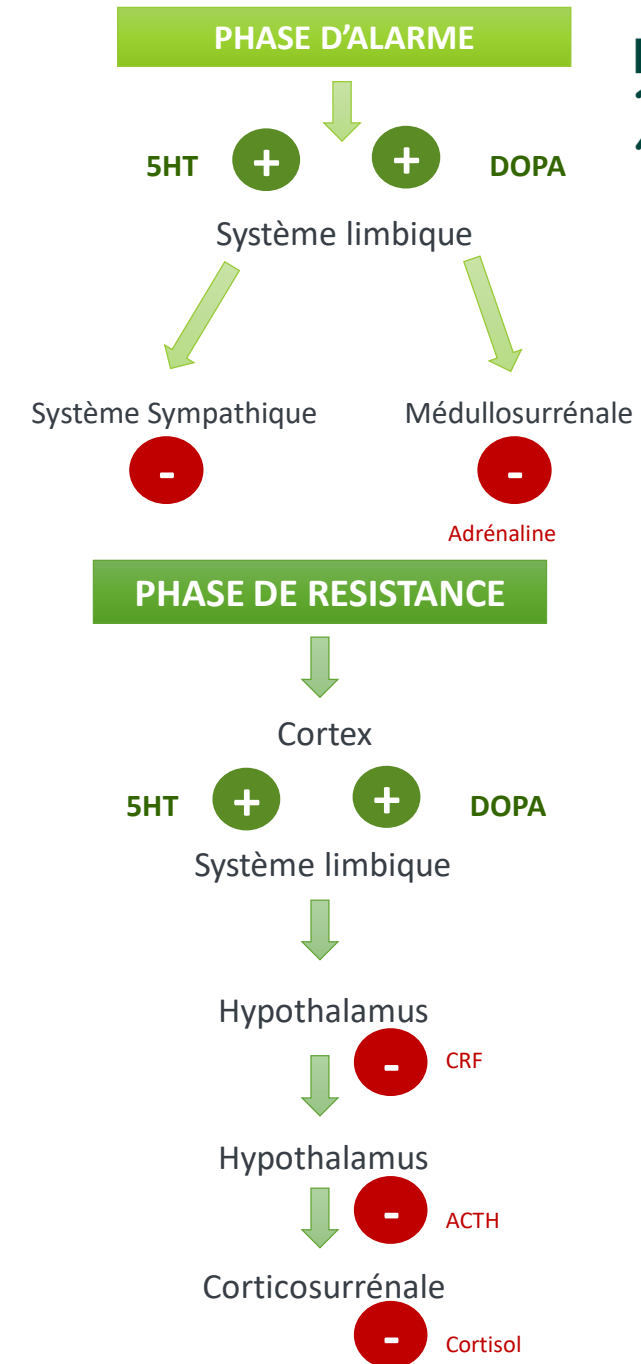 PHASE D'ALARME
5HT + + DOPA
Système limbique
Système Sympathique Médullosurrénale
- -
Adrénaline
PHASE DE RESISTANCE
Cortex
5HT + + DOPA
Système limbique
Hypothalamus
- CRF
Hypothalamus
- ACTH
Corticosurrénale
- Cortisol